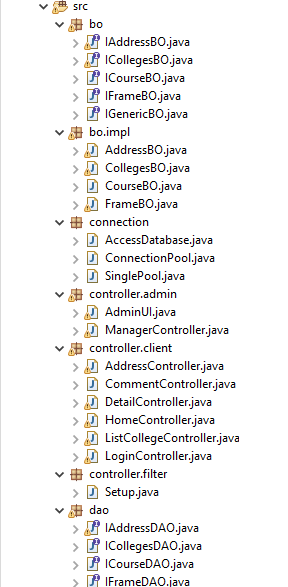 src
bo
IAddressBO.java
ICollegesBO.java
ICourseBO.java
IFrameBO.java
IGenericBO.java
bo.impl
AddressBO.java
CollegesBO.java
CourseBO.java
FrameBO.java
connection
AccessDatabase.java
ConnectionPool.java
SinglePool.java
controller.admin
AdminUI.java
ManagerController.java
controller.client
AddressController.java
CommentController.java
DetailController.java
HomeController.java
ListCollegeController.java
LoginController.java
controller.filter
Setup.java
dao
IAddressDAO.java
ICollegesDAO.java
ICourseDAO.java
IFrameDAO.java